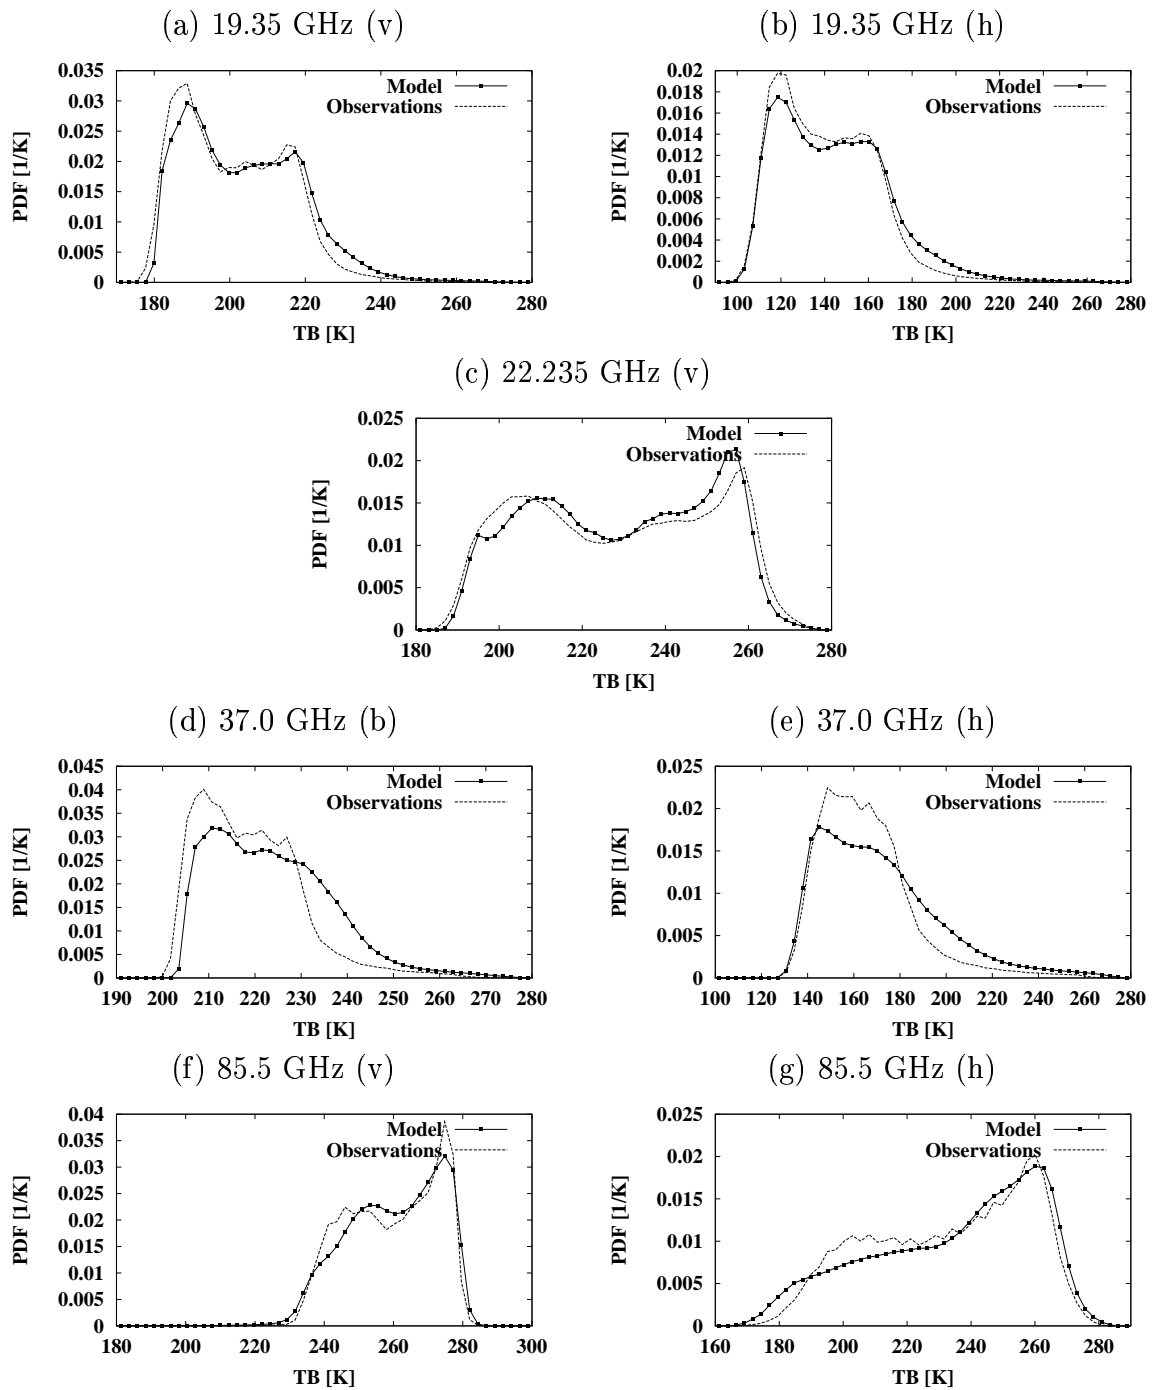 (a) 19.35 GHz (v)
(b) 19.35 GHz (h)
0.035
0.03
0.025
0.02
0.015
0.01
0.005
0
PDF [1/K]
Model
Observations
180 200 220 240 260 280
TB [K]
0.02
0.018
0.016
0.014
0.012
0.01
0.008
0.006
0.004
0.002
0
PDF [1/K]
Model
Observations
100 120 140 160 180 200 220 240 260 280
TB [K]
(c) 22.235 GHz (v)
0.025
0.02
0.015
0.01
0.005
0
PDF [1/K]
Model
Observations
180 200 220 240 260 280
TB [K]
(d) 37.0 GHz (b)
(e) 37.0 GHz (h)
0.045
0.04
0.035
0.03
0.025
0.02
0.015
0.01
0.005
0
PDF [1/K]
Model
Observations
190 200 210 220 230 240 250 260 270 280
TB [K]
0.025
0.02
0.015
0.01
0.005
0
PDF [1/K]
Model
Observations
100 120 140 160 180 200 220 240 260 280
TB [K]
(f) 85.5 GHz (v)
(g) 85.5 GHz (h)
0.04
0.035
0.03
0.025
0.02
0.015
0.01
0.005
0
PDF [1/K]
Model
Observations
180 200 220 240 260 280 300
TB [K]
0.025
0.02
0.015
0.01
0.005
0
PDF [1/K]
Model
Observations
160 180 200 220 240 260 280
TB [K]